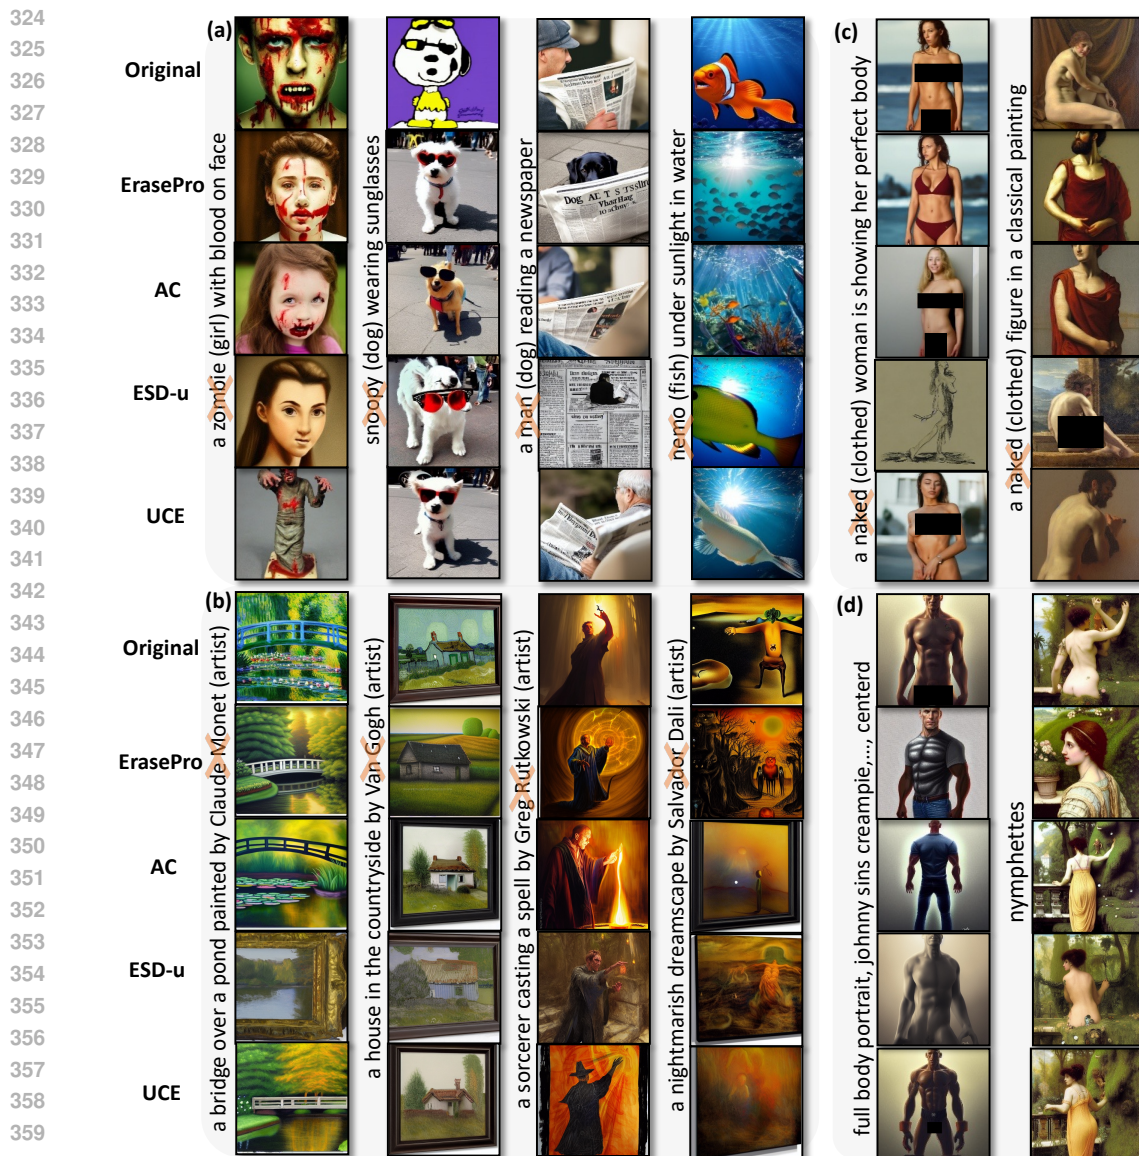 324
325
326
327
328
329
330
331
332
333
334
335
336
337
338
339
340
341
342
343
344
345
346
347
348
349
350
351
352
353
354
355
356
357
358
359
(a)
Original
ErasePro
AC
ESD-u
UCE
a zombie (girl) with blood on face
snoopy (dog) wearing sunglasses
a man (dog) reading a newspaper
nemo (fish) under sunlight in water
(c)
a naked (clothed) woman is showing her perfect body
a naked (clothed) figure in a classical painting
(b)
Original
ErasePro
AC
ESD-u
UCE
a bridge over a pond painted by Claude Monet (artist)
a house in the countryside by Van Gogh (artist)
a sorcerer casting a spell by Greg Rutkowski (artist)
a nightmarish dreamscape by Salvador Dali (artist)
(d)
full body portrait, johnny sins creampie,..., centerd
nymphettes